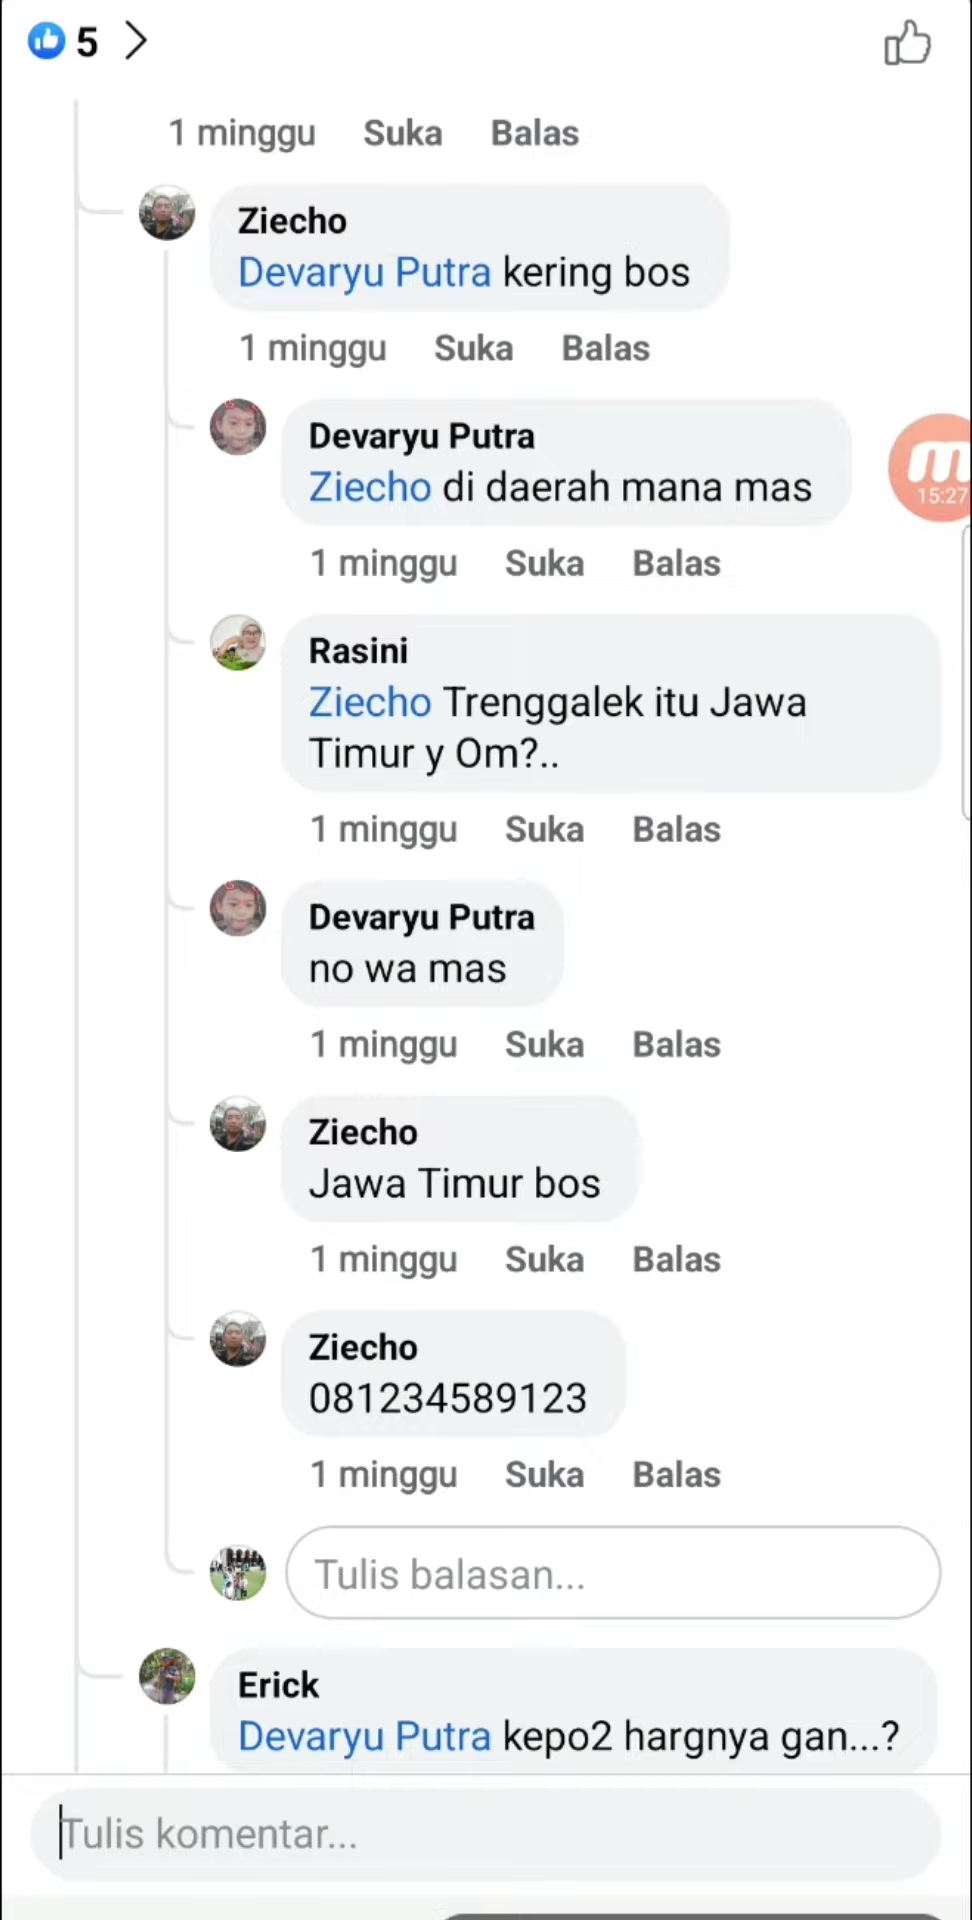 5
1 minggu Suka Balas
Ziecho
Devaryu Putra kering bos
1 minggu Suka Balas
Devaryu Putra
Ziecho di daerah mana mas
15:27
1 minggu Suka Balas
Rasini
Ziecho Trenggalek itu Jawa
Timur y Om?..
1 minggu Suka Balas
Devaryu Putra
no wa mas
1 minggu Suka Balas
Ziecho
Jawa Timur bos
1 minggu Suka Balas
Ziecho
081234589123
1 minggu Suka Balas
Tulis balasan...
Erick
Devaryu Putra kepo2 hargnya gan...?
Tulis komentar...